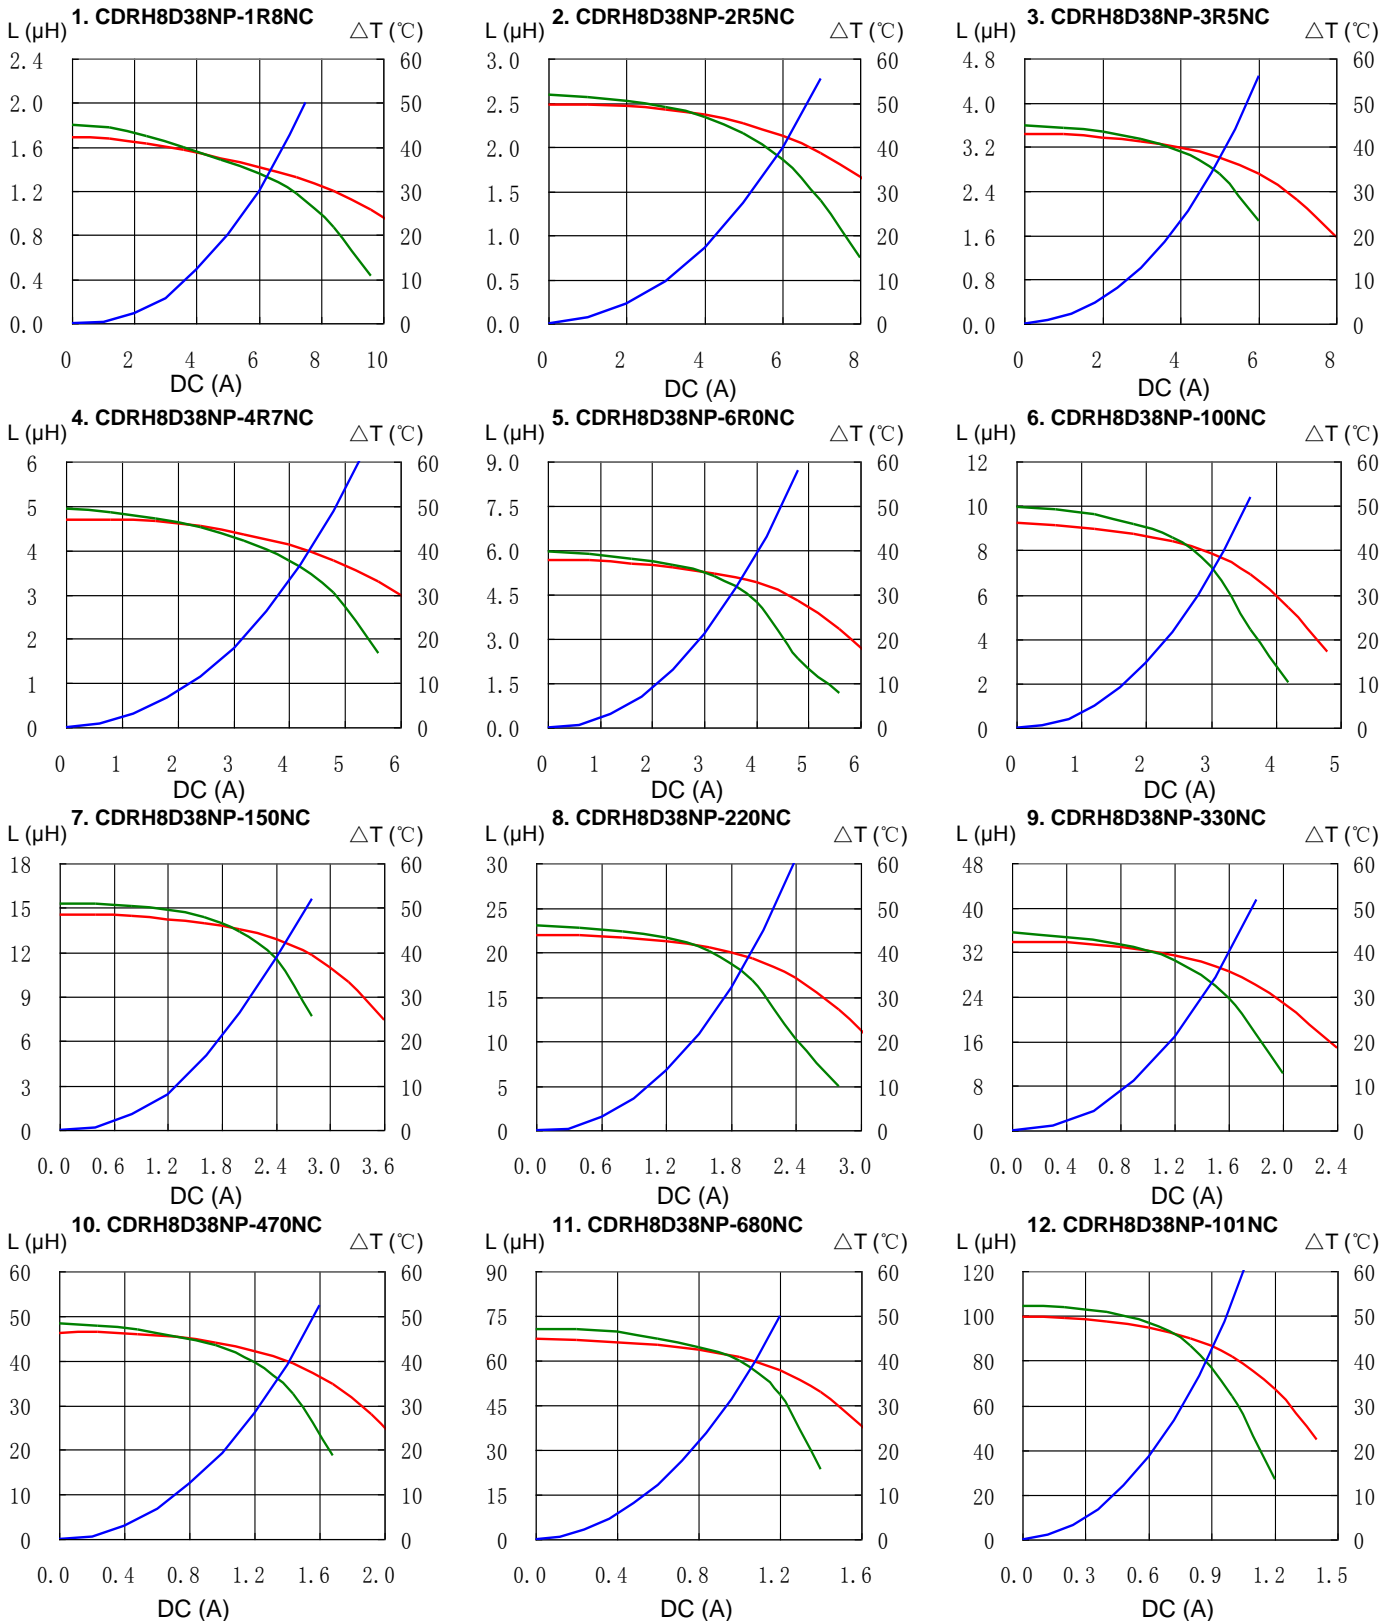 1. CDRH8D38NP-1R8NC
L (μH) △T (℃)
2.4 60
2.0 50
1.6 40
1.2 30
0.8 20
0.4 10
0.0 0
0 2 4 6 8 10
DC (A)
2. CDRH8D38NP-2R5NC
L (μH) △T (℃)
3.0 60
2.5 50
2.0 40
1.5 30
1.0 20
0.5 10
0.0 0
0 2 4 6 8
DC (A)
3. CDRH8D38NP-3R5NC
L (μH) △T (℃)
4.8 60
4.0 50
3.2 40
2.4 30
1.6 20
0.8 10
0.0 0
0 2 4 6 8
DC (A)
4. CDRH8D38NP-4R7NC
L (μH) △T (℃)
6 60
5 50
4 40
3 30
2 20
1 10
0 0
0 1 2 3 4 5 6
DC (A)
5. CDRH8D38NP-6R0NC
L (μH) △T (℃)
9.0 60
7.5 50
6.0 40
4.5 30
3.0 20
1.5 10
0.0 0
0 1 2 3 4 5 6
DC (A)
6. CDRH8D38NP-100NC
L (μH) △T (℃)
12 60
10 50
8 40
6 30
4 20
2 10
0 0
0 1 2 3 4 5
DC (A)
7. CDRH8D38NP-150NC
L (μH) △T (℃)
18 60
15 50
12 40
9 30
6 20
3 10
0 0
0.0 0.6 1.2 1.8 2.4 3.0 3.6
DC (A)
8. CDRH8D38NP-220NC
L (μH) △T (℃)
30 60
25 50
20 40
15 30
10 20
5 10
0 0
0.0 0.6 1.2 1.8 2.4 3.0
DC (A)
9. CDRH8D38NP-330NC
L (μH) △T (℃)
48 60
40 50
32 40
24 30
16 20
8 10
0 0
0.0 0.4 0.8 1.2 1.6 2.0 2.4
DC (A)
10. CDRH8D38NP-470NC
L (μH) △T (℃)
60 60
50 50
40 40
30 30
20 20
10 10
0 0
0.0 0.4 0.8 1.2 1.6 2.0
DC (A)
11. CDRH8D38NP-680NC
L (μH) △T (℃)
90 60
75 50
60 40
45 30
30 20
15 10
0 0
0.0 0.4 0.8 1.2 1.6
DC (A)
12. CDRH8D38NP-101NC
L (μH) △T (℃)
120 60
100 50
80 40
60 30
40 20
20 10
0 0
0.0 0.3 0.6 0.9 1.2 1.5
DC (A)